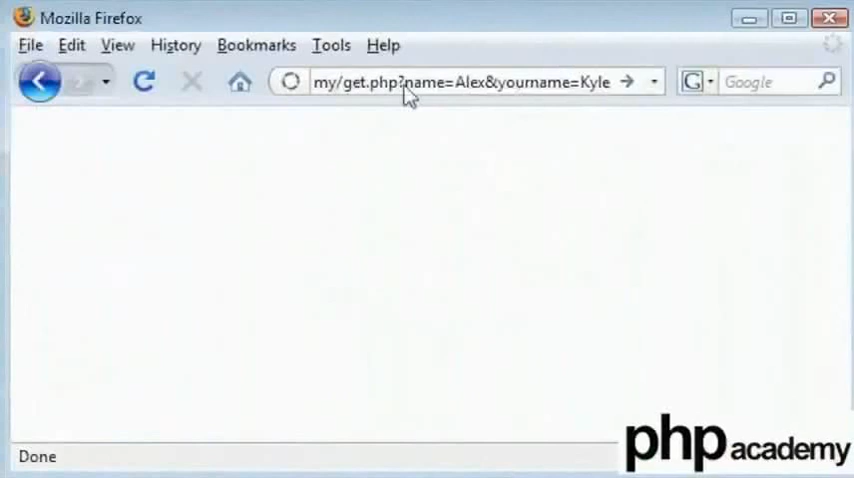 Mozilla Firefox
File Edit View History Bookmarks Tools Help
my/get.php?name=Alex&yourname=Kyle
G Google
Done
php academy